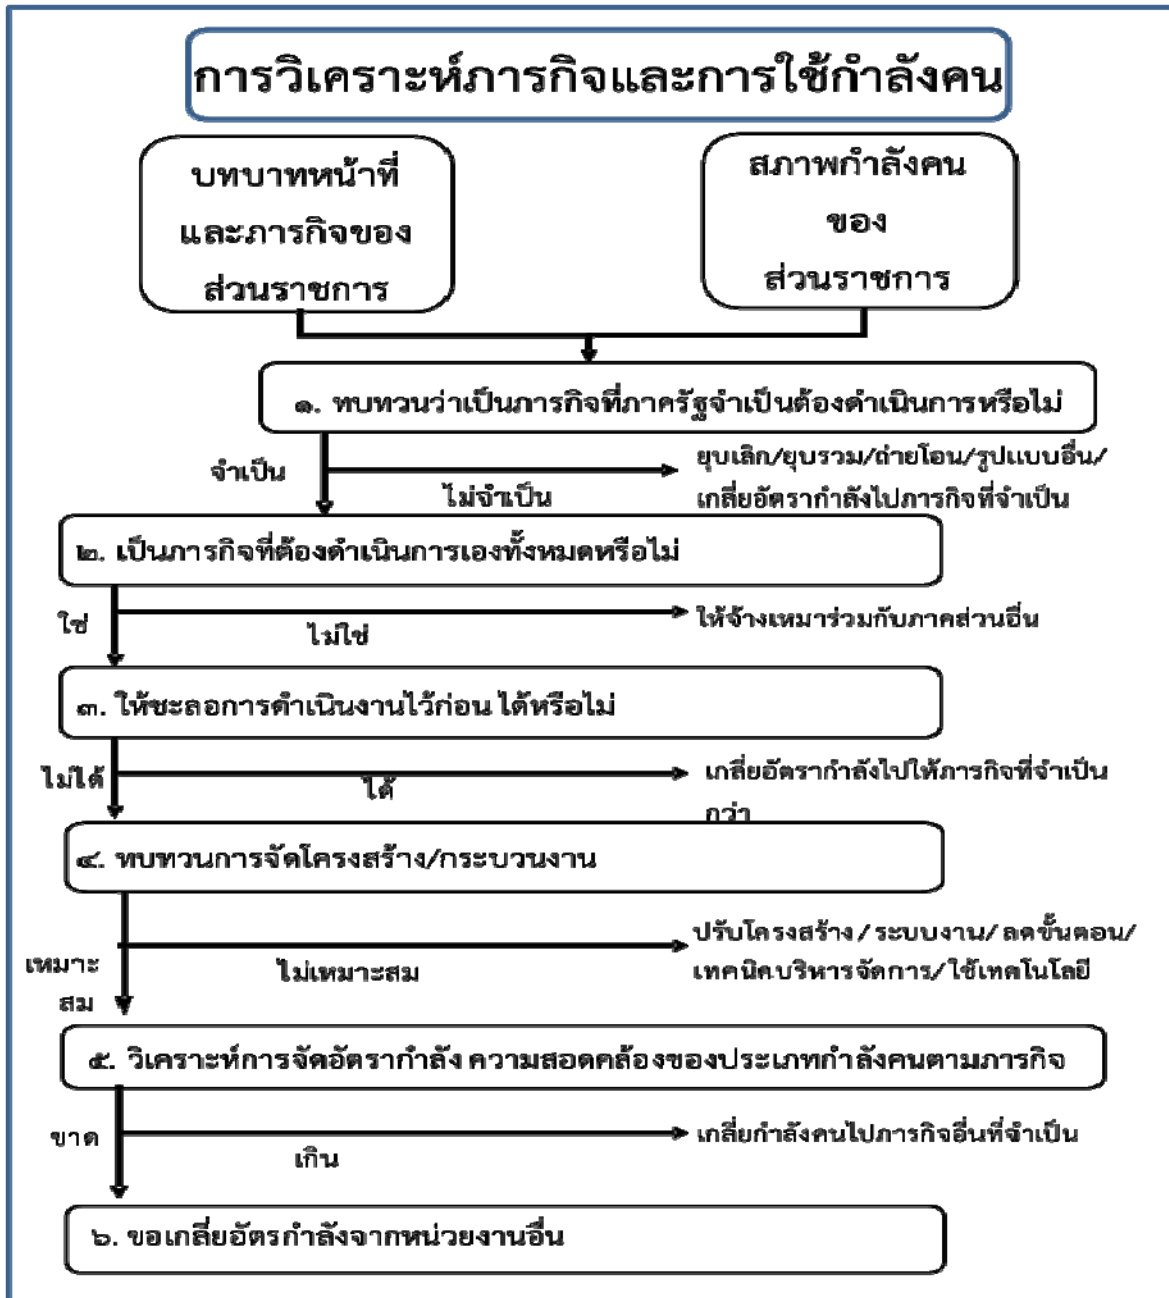 การวิเคราะห์ภารกิจและการใช้กำลังคน
บทบาทหน้าที่
และภารกิจของ
ส่วนราชการ
สภาพกำลังคน
ของ
ส่วนราชการ
๑. ทบทวนว่าเป็นภารกิจที่ภาครัฐจำเป็นต้องดำเนินการหรือไม่
จำเป็น
ไม่จำเป็น
ยุบเลิก/ยุบรวม/ถ่ายโอน/รูปแบบอื่น/
เกลี่ยอัตรากำลังไปภารกิจที่จำเป็น
๒. เป็นภารกิจที่ต้องดำเนินการเองทั้งหมดหรือไม่
ใช่
ไม่ใช่
ให้จ้างเหมาร่วมกับภาคส่วนอื่น
๓. ให้ชะลอการดำเนินงานไว้ก่อน ได้หรือไม่
ไม่ได้
ได้
เกลี่ยอัตรากำลังไปให้ภารกิจที่จำเป็น
กว่า
๔. ทบทวนการจัดโครงสร้าง/กระบวนงาน
เหมาะ
สม
ไม่เหมาะสม
ปรับโครงสร้าง/ระบบงาน/ลดขั้นตอน/
เทคนิคบริหารจัดการ/ใช้เทคโนโลยี
๕. วิเคราะห์การจัดอัตรากำลัง ความสอดคล้องของประเภทกำลังคนตามภารกิจ
ขาด
เกิน
เกลี่ยกำลังคนไปภารกิจอื่นที่จำเป็น
๖. ขอเกลี่ยอัตรกำลังจากหน่วยงานอื่น